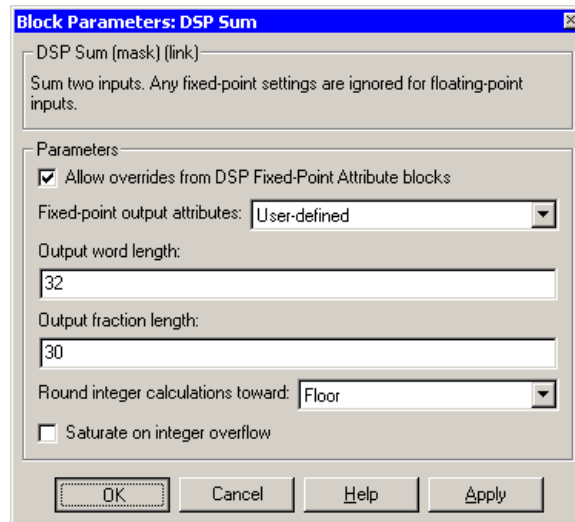 Block Parameters: DSP Sum
DSP Sum (mask) (link)
Sum two inputs. Any fixed-point settings are ignored for floating-point
inputs.
Parameters
Allow overrides from DSP Fixed-Point Attribute blocks
Fixed-point output attributes: User-defined
Output word length:
32
Output fraction length:
30
Round integer calculations toward: Floor
Saturate on integer overflow
OK Cancel Help Apply